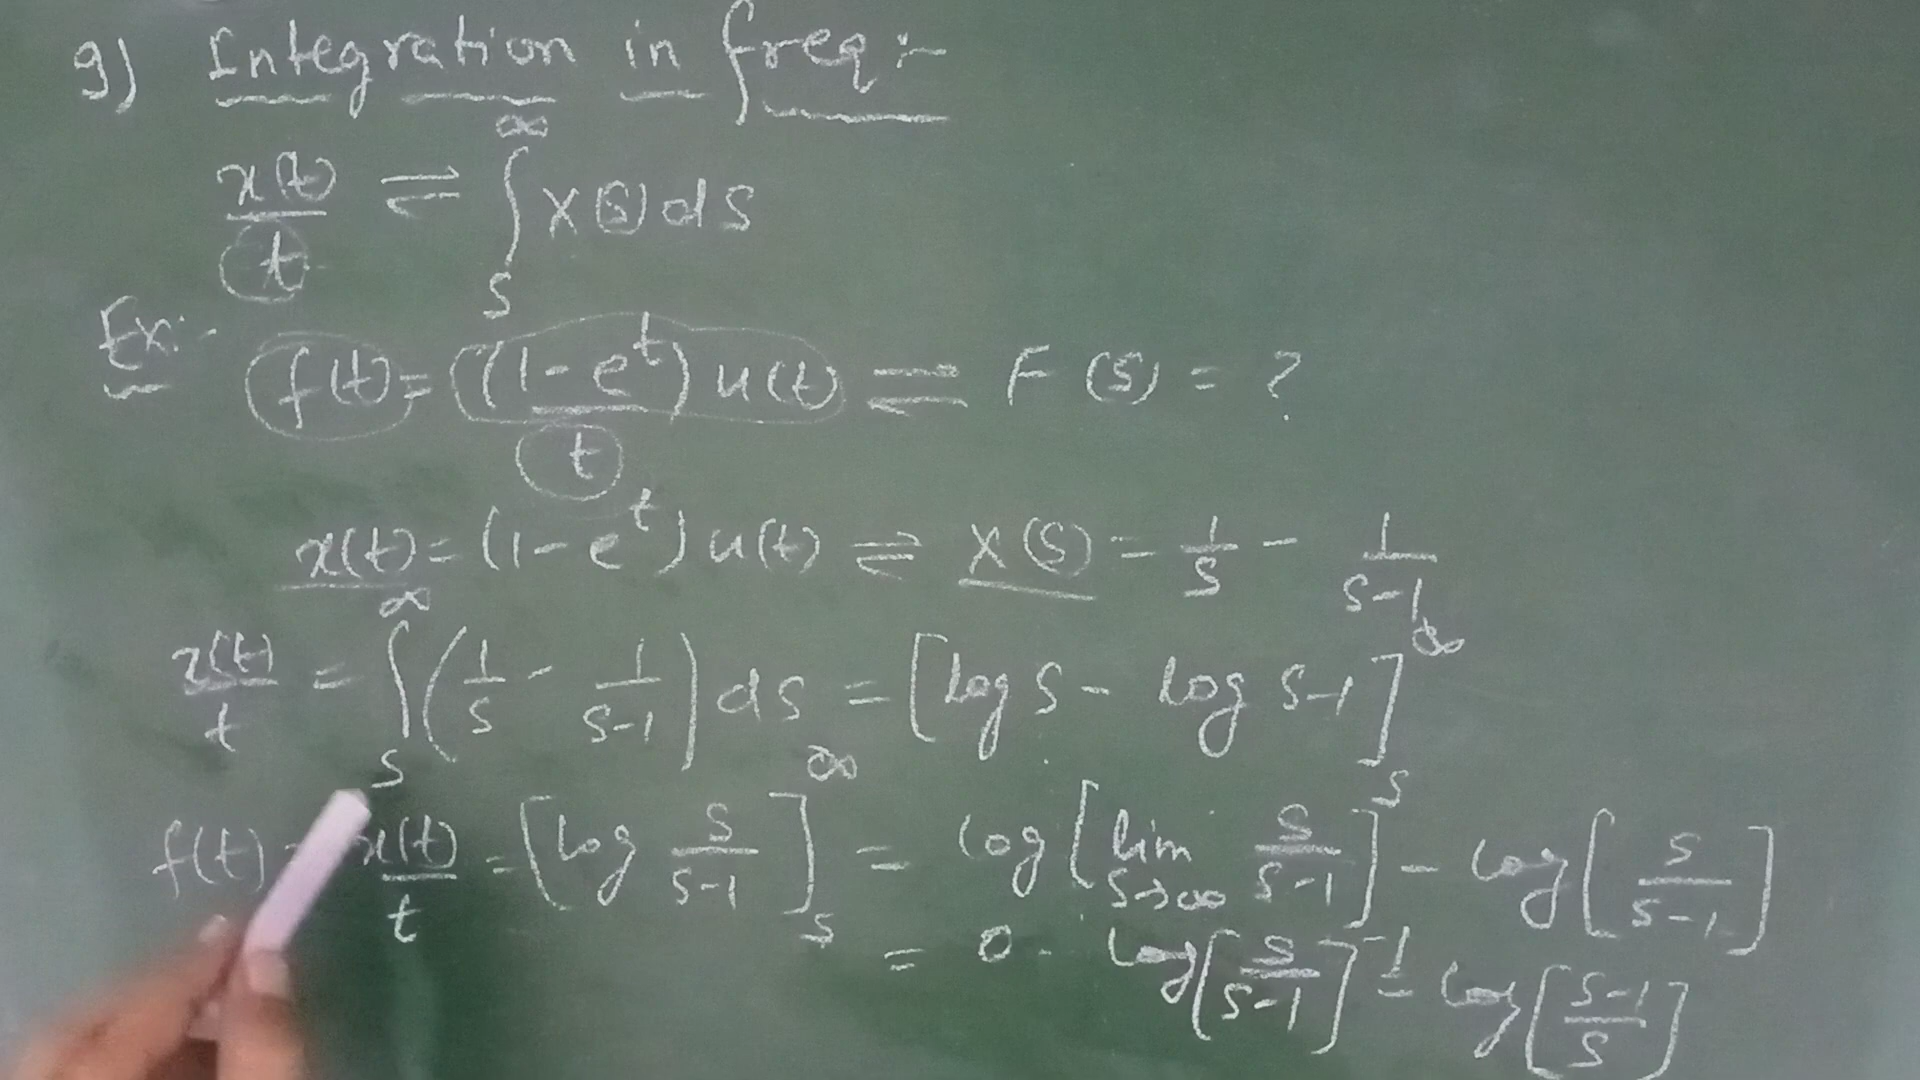 9) Integration in freq:-
x(t)/t ⇌ ∫_s^∞ X(s) ds
Ex:- f(t) = (1-e^t) u(t)/t ⇌ F(s) = ?
x(t) = (1-e^t) u(t) ⇌ X(s) = 1/s - 1/(s-1)
x(t)/t = ∫_s^∞ (1/s - 1/(s-1)) ds = [log s - log s-1]_s^∞
f(t) = x(t)/t = [log s/(s-1)]_s^∞ = log [lim_{s→∞} s/(s-1)] - log [s/(s-1)]
= 0 - log [s/(s-1)]^-1 = log [(s-1)/s]